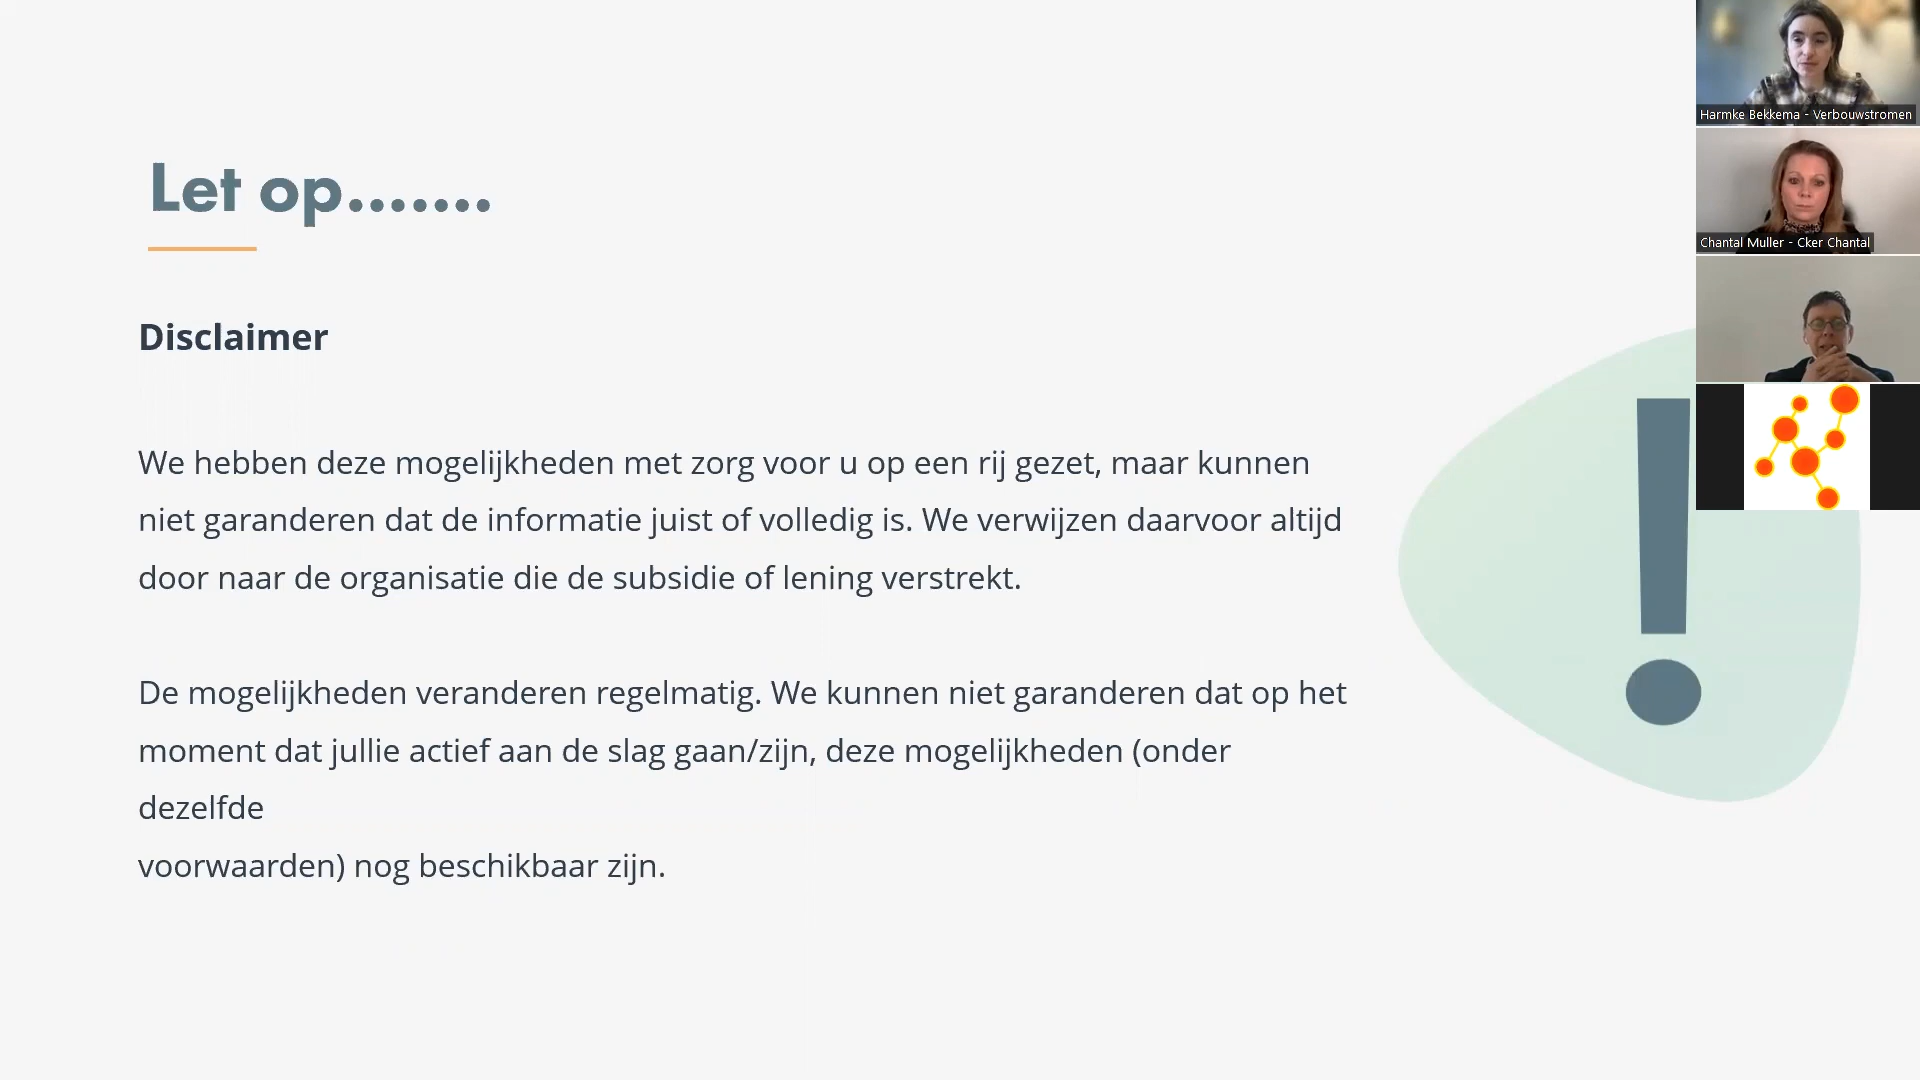 Let op.......
Disclaimer
We hebben deze mogelijkheden met zorg voor u op een rij gezet, maar kunnen
niet garanderen dat de informatie juist of volledig is. We verwijzen daarvoor altijd
door naar de organisatie die de subsidie of lening verstrekt.
De mogelijkheden veranderen regelmatig. We kunnen niet garanderen dat op het
moment dat jullie actief aan de slag gaan/zijn, deze mogelijkheden (onder
dezelfde
voorwaarden) nog beschikbaar zijn.
!
Harmke Bekkema - Verbouwstromen
Chantal Muller - Cker Chantal